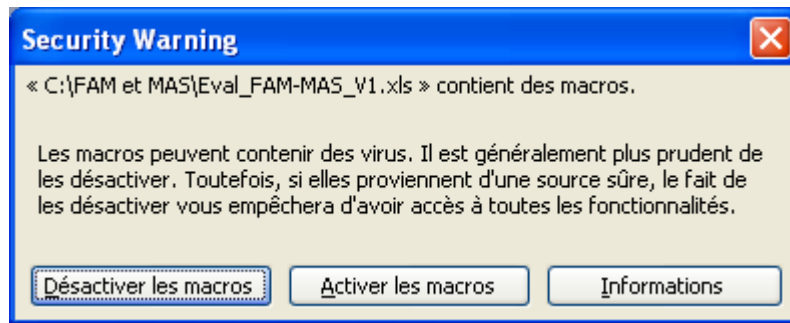 Security Warning
« C:\FAM et MAS\Eval_FAM-MAS_V1.xls » contient des macros.
Les macros peuvent contenir des virus. Il est généralement plus prudent de
les désactiver. Toutefois, si elles proviennent d'une source sûre, le fait de
les désactiver vous empêchera d'avoir accès à toutes les fonctionnalités.
Désactiver les macros
Activer les macros
Informations